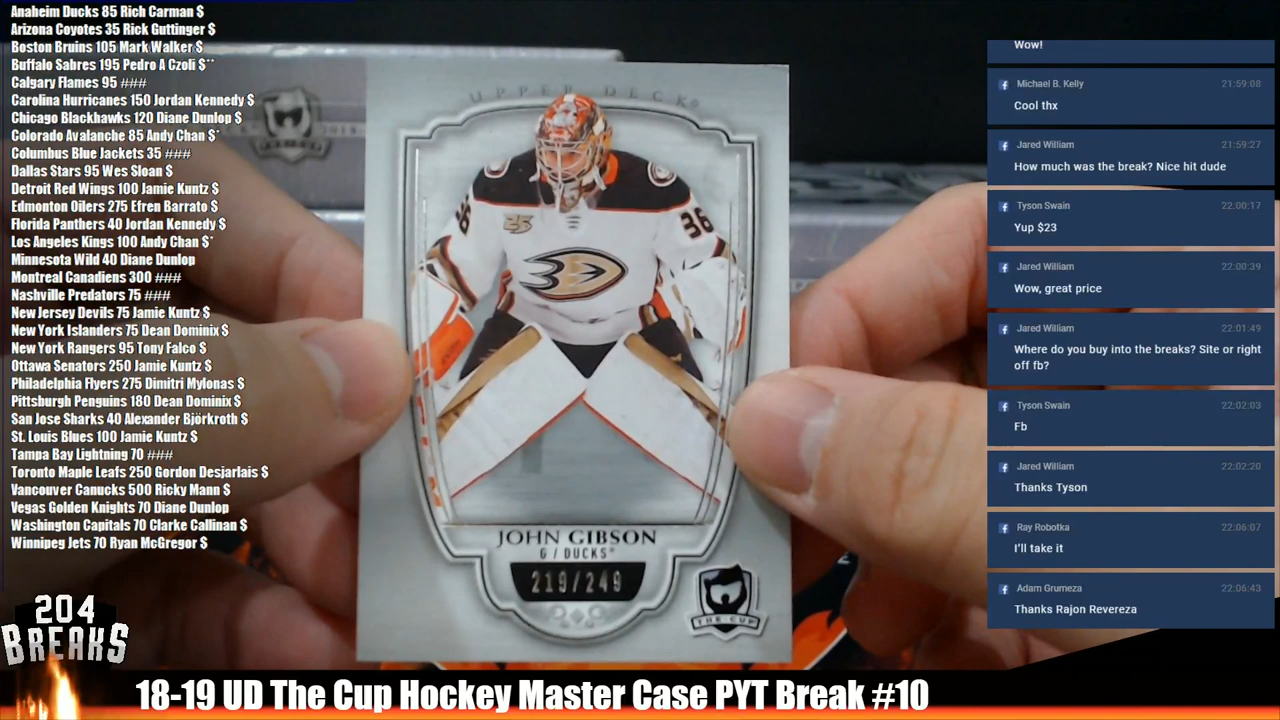 Anaheim Ducks 85 Rich Carman $
Arizona Coyotes 35 Rick Guttinger $
Boston Bruins 105 Mark Walker $
Buffalo Sabres 195 Pedro A Czoli $**
Calgary Flames 95 ###
Carolina Hurricanes 150 Jordan Kennedy $
Chicago Blackhawks 120 Diane Dunlop $
Colorado Avalanche 85 Andy Chan $*
Columbus Blue Jackets 35 ###
Dallas Stars 95 Wes Sloan $
Detroit Red Wings 100 Jamie Kuntz $
Edmonton Oilers 275 Efren Barrato $
Florida Panthers 40 Jordan Kennedy $
Los Angeles Kings 100 Andy Chan $*
Minnesota Wild 40 Diane Dunlop
Montreal Canadiens 300 ###
Nashville Predators 75 ###
New Jersey Devils 75 Jamie Kuntz $
New York Islanders 75 Dean Dominix $
New York Rangers 95 Tony Falco $
Ottawa Senators 250 Jamie Kuntz $
Philadelphia Flyers 275 Dimitri Mylonas $
Pittsburgh Penguins 180 Dean Dominix $
San Jose Sharks 40 Alexander Björkroth $
St. Louis Blues 100 Jamie Kuntz $
Tampa Bay Lightning 70 ###
Toronto Maple Leafs 250 Gordon Desjarlais $
Vancouver Canucks 500 Ricky Mann $
Vegas Golden Knights 70 Diane Dunlop
Washington Capitals 70 Clarke Callinan $
Winnipeg Jets 70 Ryan McGregor $
204
BREAKS
UPPER DECK
36
25
36
JOHN GIBSON
G / DUCKS
219/249
THE CUP
Wow!
Michael B. Kelly 21:59:08
Cool thx
Jared William 21:59:27
How much was the break? Nice hit dude
Tyson Swain 22:00:17
Yup $23
Jared William 22:00:39
Wow, great price
Jared William 22:01:49
Where do you buy into the breaks? Site or right
off fb?
Tyson Swain 22:02:03
Fb
Jared William 22:02:20
Thanks Tyson
Ray Robotka 22:06:07
I'll take it
Adam Grumeza 22:06:43
Thanks Rajon Revereza
18-19 UD The Cup Hockey Master Case PYT Break #10